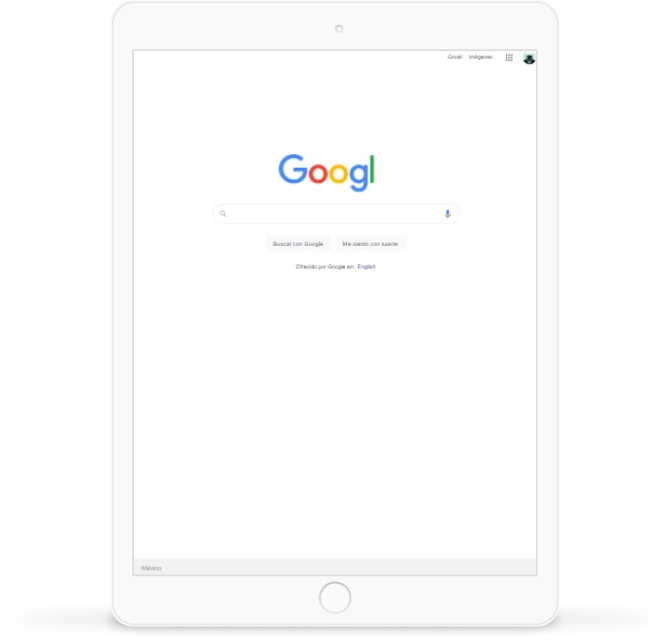 Gmail Imágenes
Googl
Buscar con Google Me siento con suerte
Ofrecido por Google en: English
México